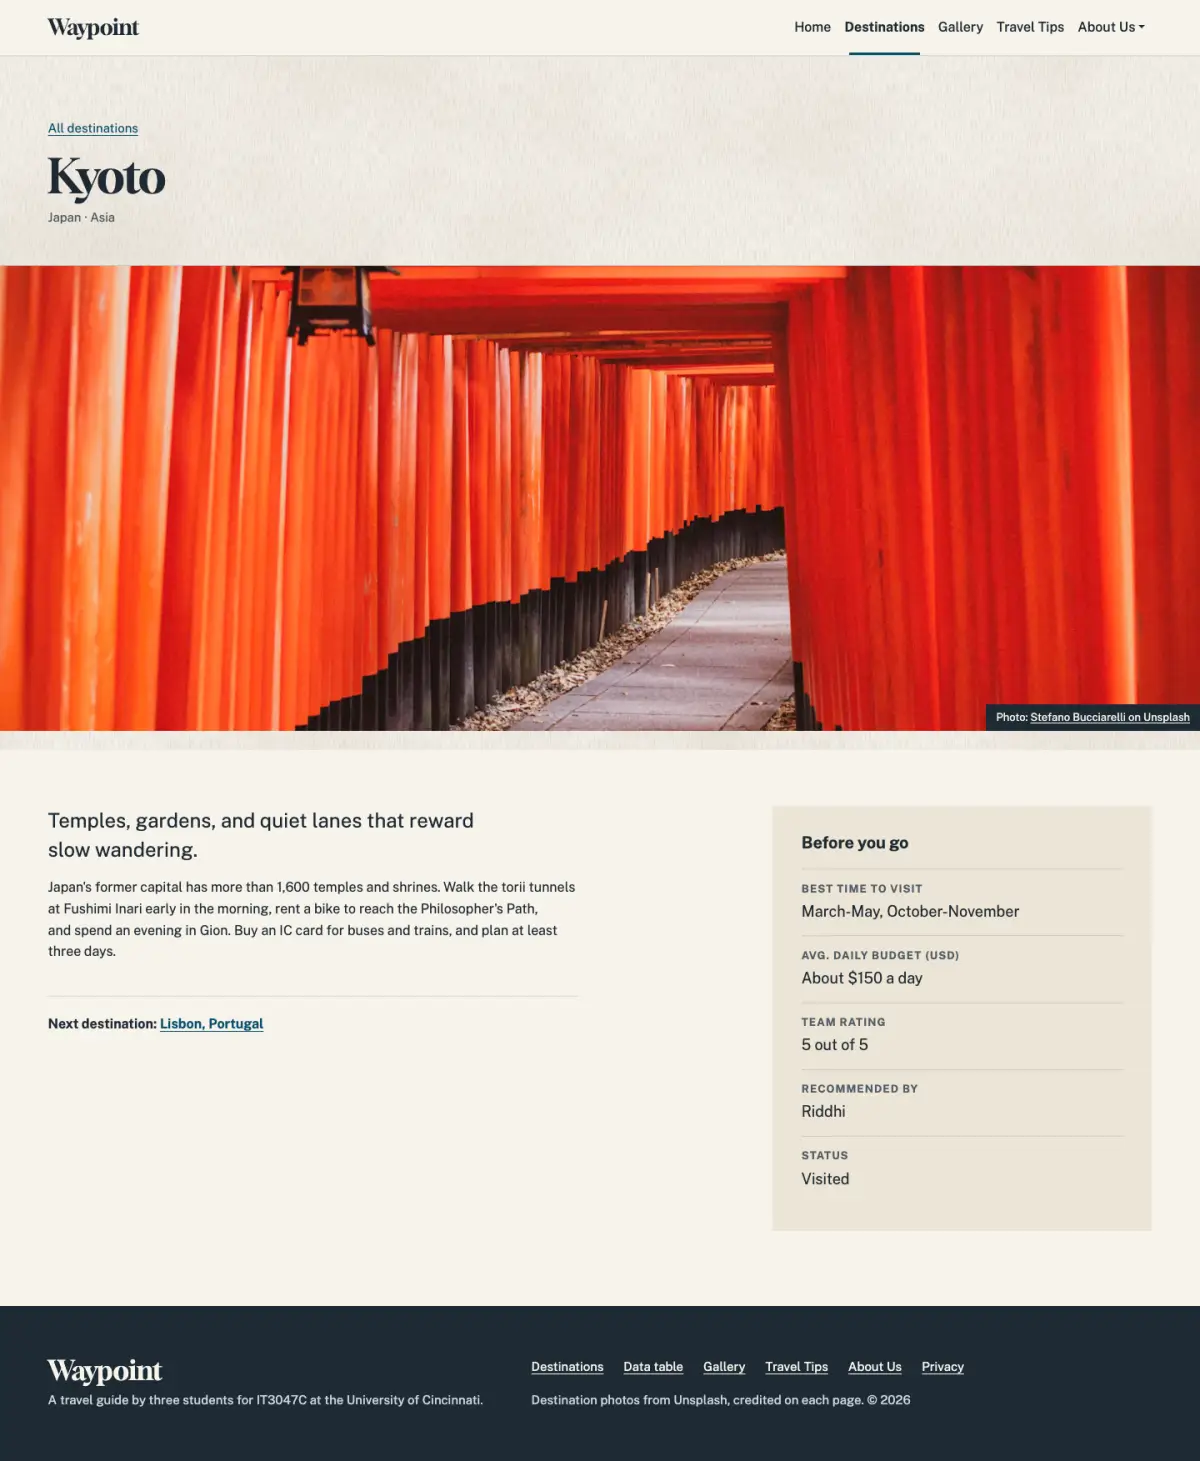 Waypoint
Home Destinations Gallery Travel Tips About Us
All destinations
Kyoto
Japan · Asia
Photo: Stefano Bucciarelli on Unsplash
Temples, gardens, and quiet lanes that reward
slow wandering.
Japan's former capital has more than 1,600 temples and shrines. Walk the torii tunnels
at Fushimi Inari early in the morning, rent a bike to reach the Philosopher's Path,
and spend an evening in Gion. Buy an IC card for buses and trains, and plan at least
three days.
Next destination: Lisbon, Portugal
Before you go
BEST TIME TO VISIT
March-May, October-November
AVG. DAILY BUDGET (USD)
About $150 a day
TEAM RATING
5 out of 5
RECOMMENDED BY
Riddhi
STATUS
Visited
Waypoint
A travel guide by three students for IT3047C at the University of Cincinnati.
Destinations Data table Gallery Travel Tips About Us Privacy
Destination photos from Unsplash, credited on each page. © 2026